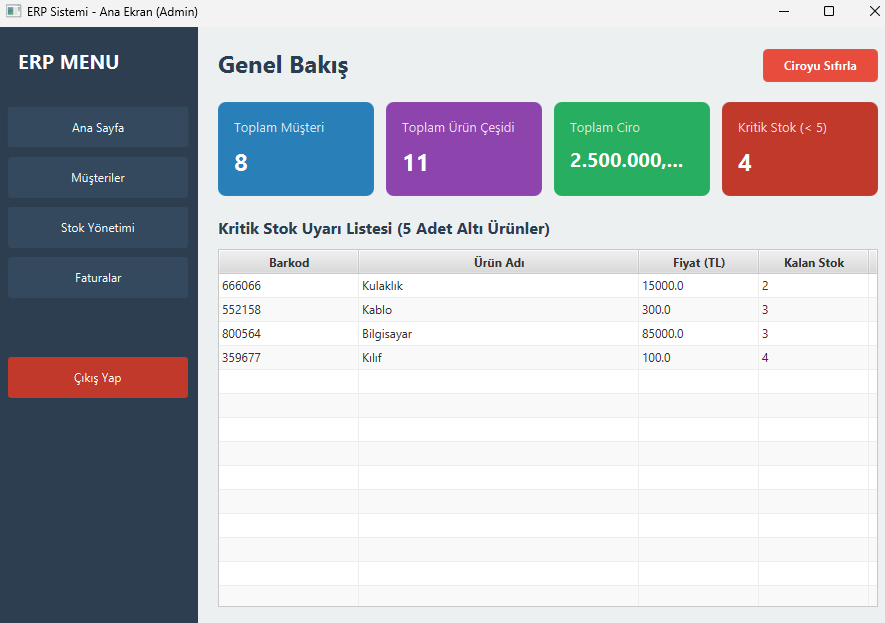 ERP Sistemi - Ana Ekran (Admin)
ERP MENU
Ana Sayfa
Müşteriler
Stok Yönetimi
Faturalar
Çıkış Yap
Genel Bakış
Ciroyu Sıfırla
Toplam Müşteri
8
Toplam Ürün Çeşidi
11
Toplam Ciro
2.500.000,...
Kritik Stok (< 5)
4
Kritik Stok Uyarı Listesi (5 Adet Altı Ürünler)
Barkod Ürün Adı Fiyat (TL) Kalan Stok
666066 Kulaklık 15000.0 2
552158 Kablo 300.0 3
800564 Bilgisayar 85000.0 3
359677 Kılıf 100.0 4